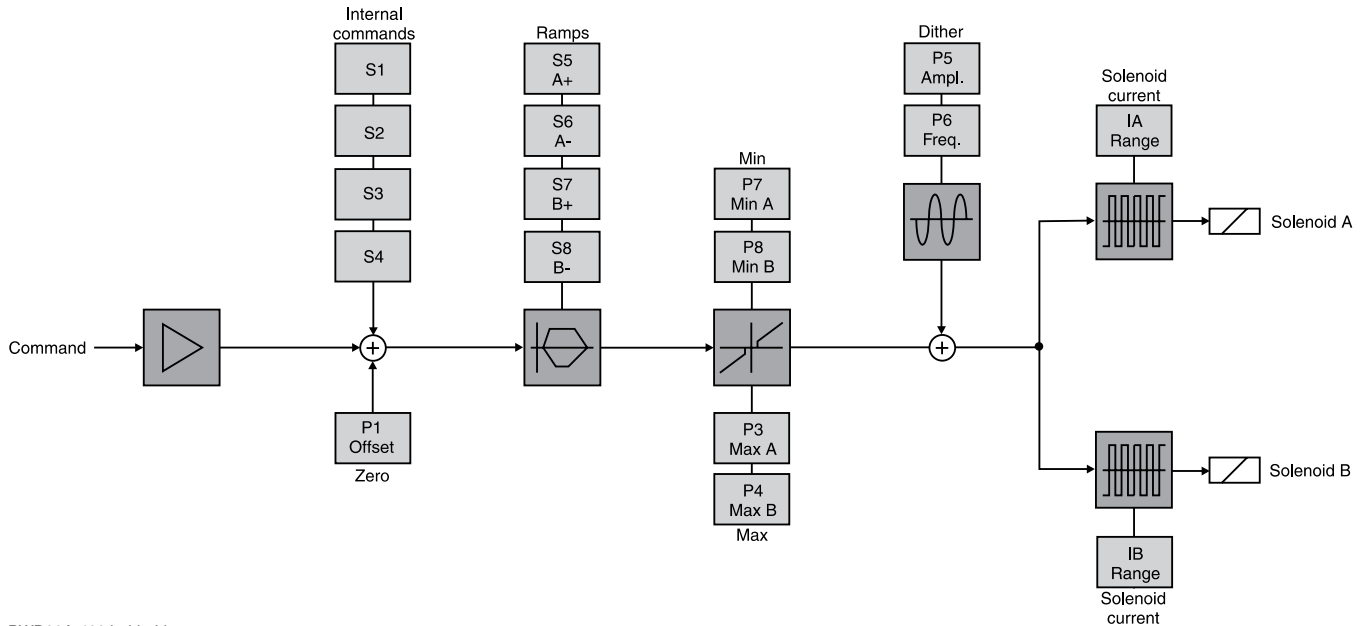 Internal
commands
S1
S2
S3
S4
Ramps
S5
A+
S6
A-
S7
B+
S8
B-
Min
P7
Min A
P8
Min B
Dither
P5
Ampl.
P6
Freq.
Solenoid
current
IA
Range
Solenoid A
Command
+
+
P1
Offset
Zero
P3
Max A
P4
Max B
Max
Solenoid B
IB
Range
Solenoid
current